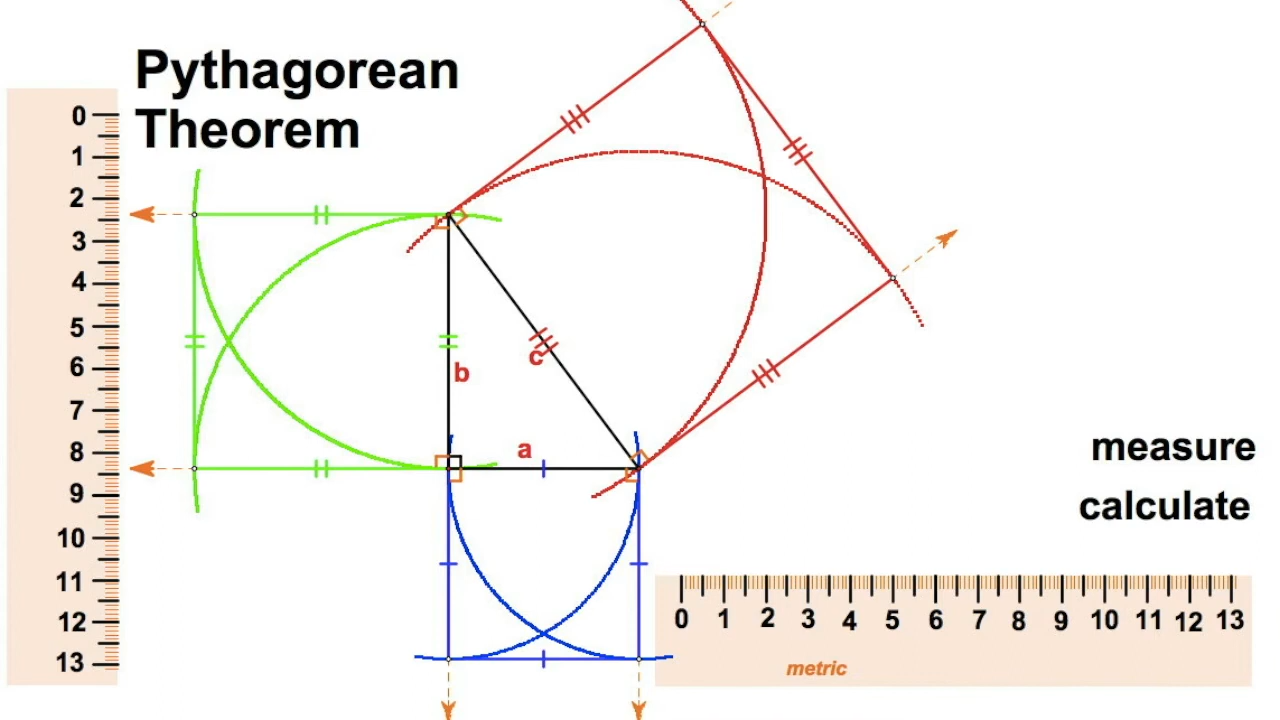 Pythagorean
Theorem
0
1
2
3
4
5
6
7
8
9
10
11
12
13
c
b
a
measure
calculate
0 1 2 3 4 5 6 7 8 9 10 11 12 13
metric